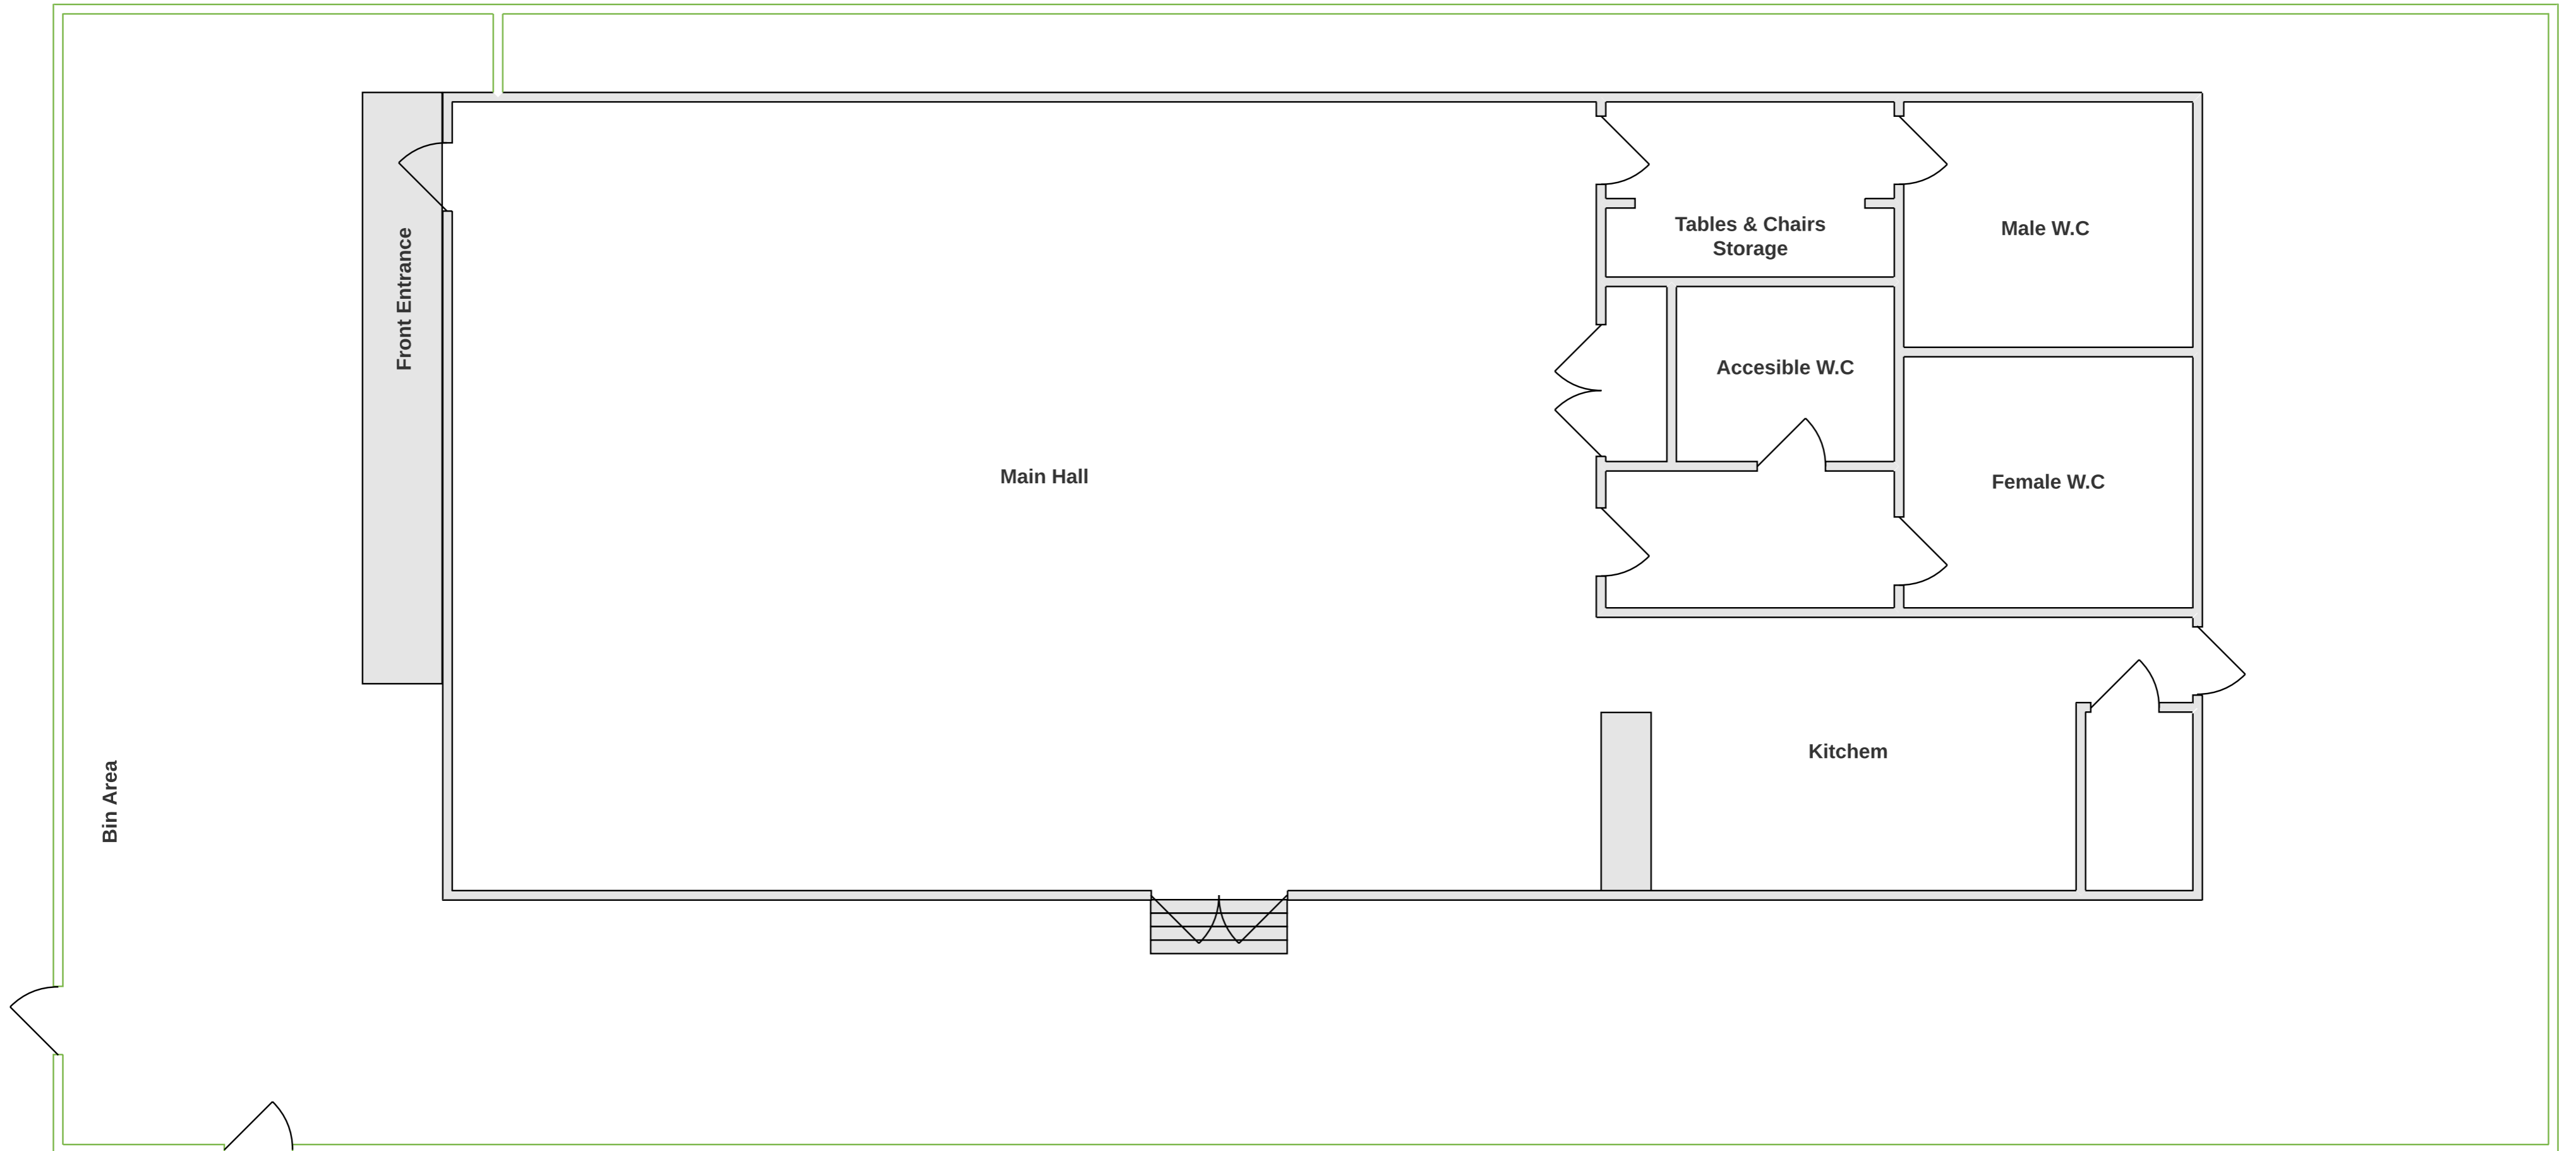 Front Entrance
Main Hall
Tables & Chairs
Storage
Male W.C
Accesible W.C
Female W.C
Kitchem
Bin Area